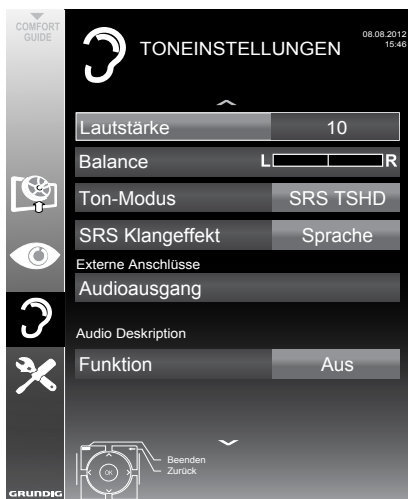 COMFORT
GUIDE
TONEINSTELLUNGEN
08.08.2012
15:46
Lautstärke 10
Balance L R
Ton-Modus SRS TSHD
SRS Klangeffekt Sprache
Externe Anschlüsse
Audioausgang
Audio Deskription
Funktion Aus
Beenden
Zurück
OK
GRUNDIG